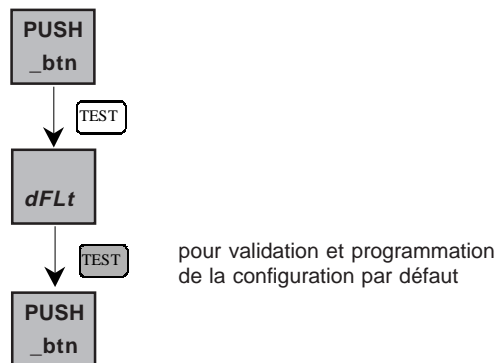 PUSH
_btn
TEST
dFLt
TEST
pour validation et programmation
de la configuration par défaut
PUSH
_btn